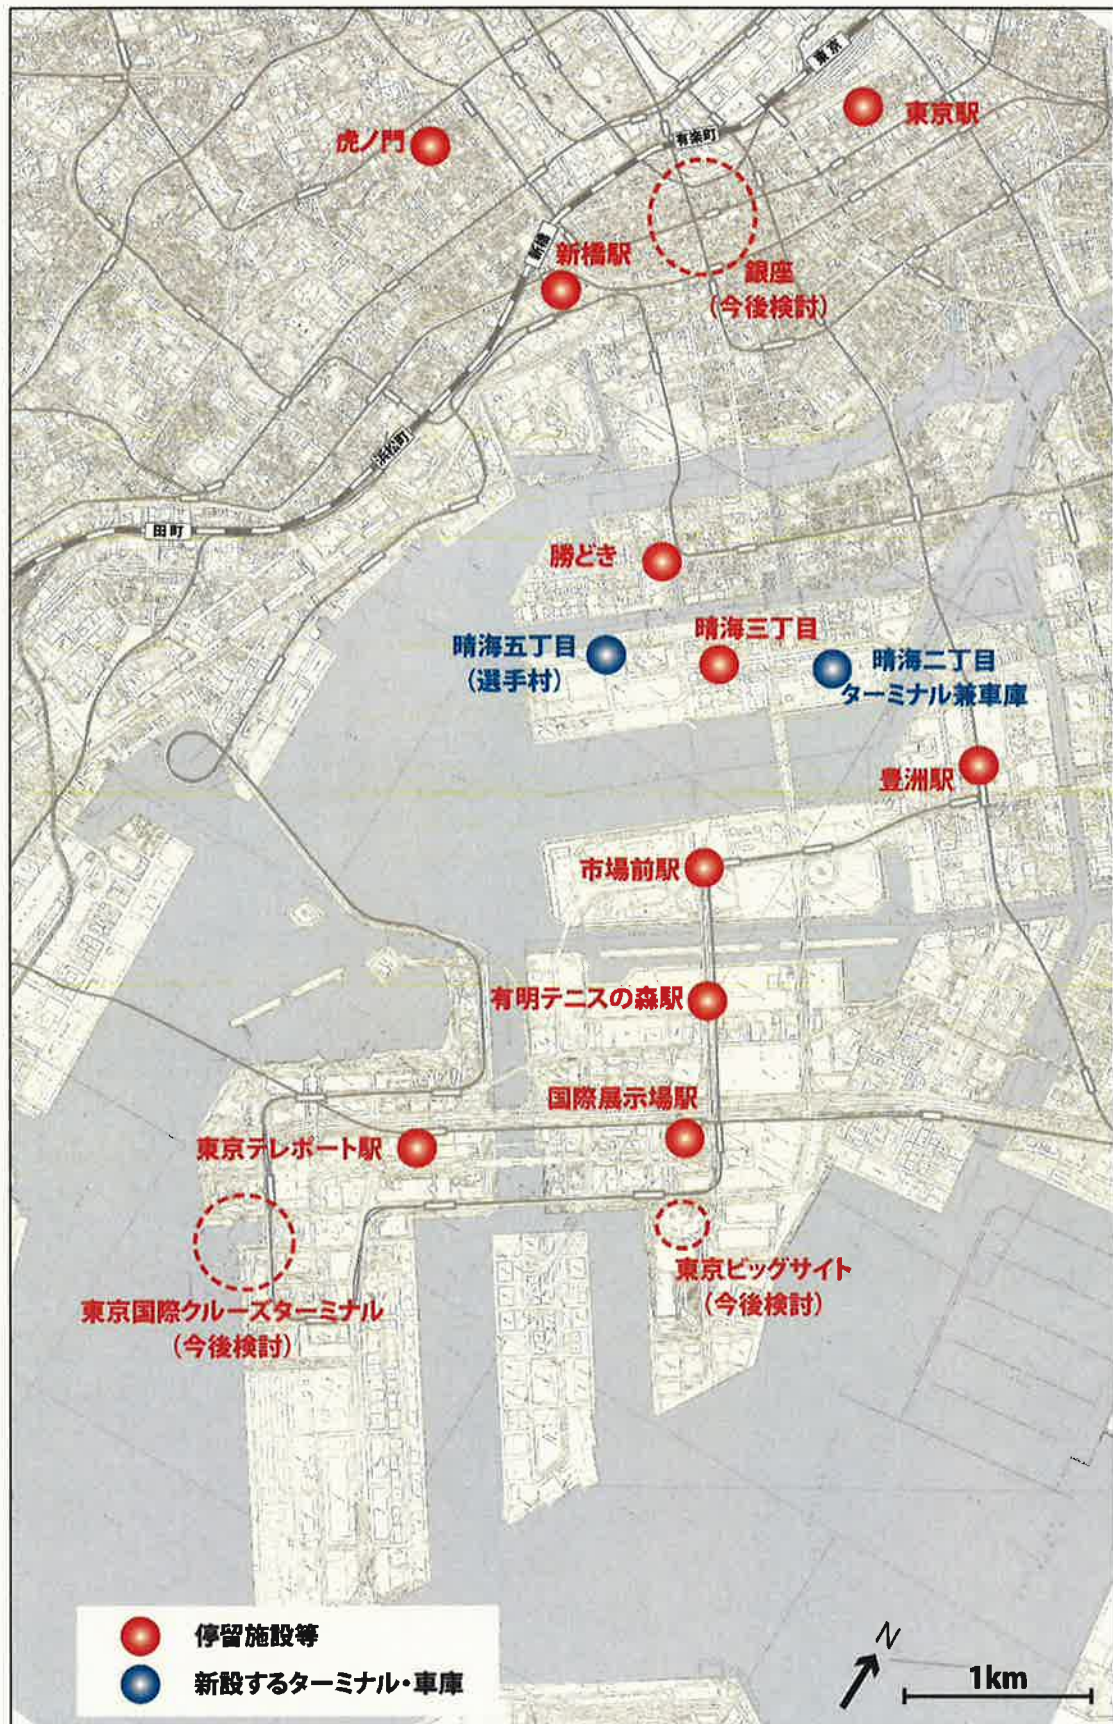 東京
東京駅
虎ノ門
有楽町
新橋
新橋駅
銀座
(今後検討)
浜松町
田町
勝どき
晴海五丁目
(選手村)
晴海三丁目
晴海二丁目
ターミナル兼車庫
豊洲駅
市場前駅
有明テニスの森駅
国際展示場駅
東京テレポート駅
東京ビッグサイト
(今後検討)
東京国際クルーズターミナル
(今後検討)
停留施設等
新設するターミナル・車庫
N
1km